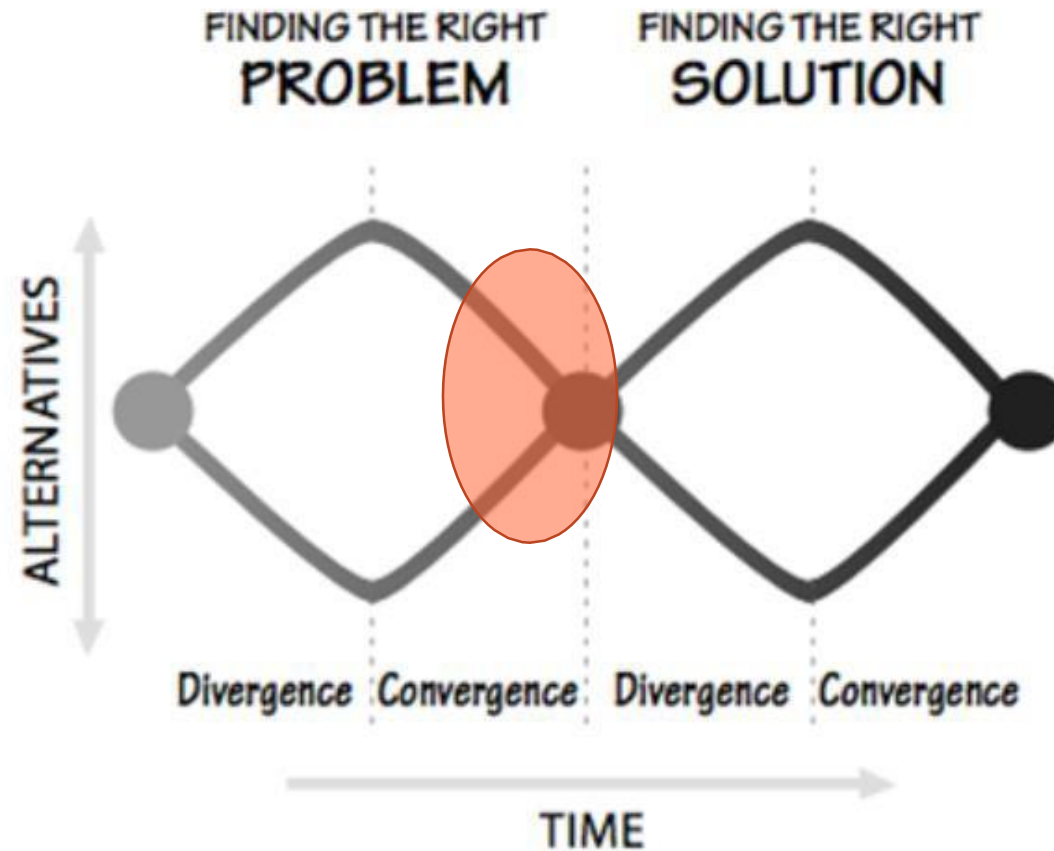 FINDING THE RIGHT
PROBLEM
FINDING THE RIGHT
SOLUTION
ALTERNATIVES
Divergence
Convergence
Divergence
Convergence
TIME